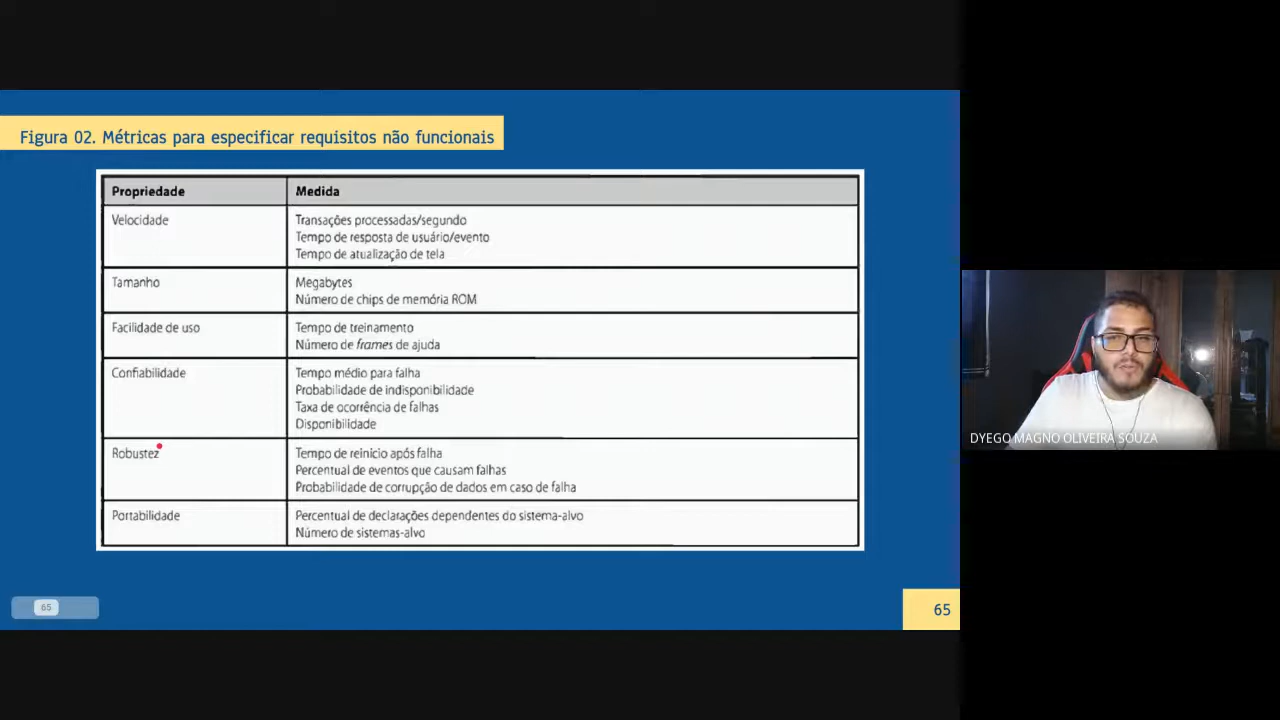 Figura 02. Métricas para especificar requisitos não funcionais
Propriedade
Medida
Velocidade
Transações processadas/segundo
Tempo de resposta de usuário/evento
Tempo de atualização de tela
Tamanho
Megabytes
Número de chips de memória ROM
Facilidade de uso
Tempo de treinamento
Número de frames de ajuda
Confiabilidade
Tempo médio para falha
Probabilidade de indisponibilidade
Taxa de ocorrência de falhas
Disponibilidade
Robustez
Tempo de reinício após falha
Percentual de eventos que causam falhas
Probabilidade de corrupção de dados em caso de falha
Portabilidade
Percentual de declarações dependentes do sistema-alvo
Número de sistemas-alvo
65
65
DYEGO MAGNO OLIVEIRA SOUZA